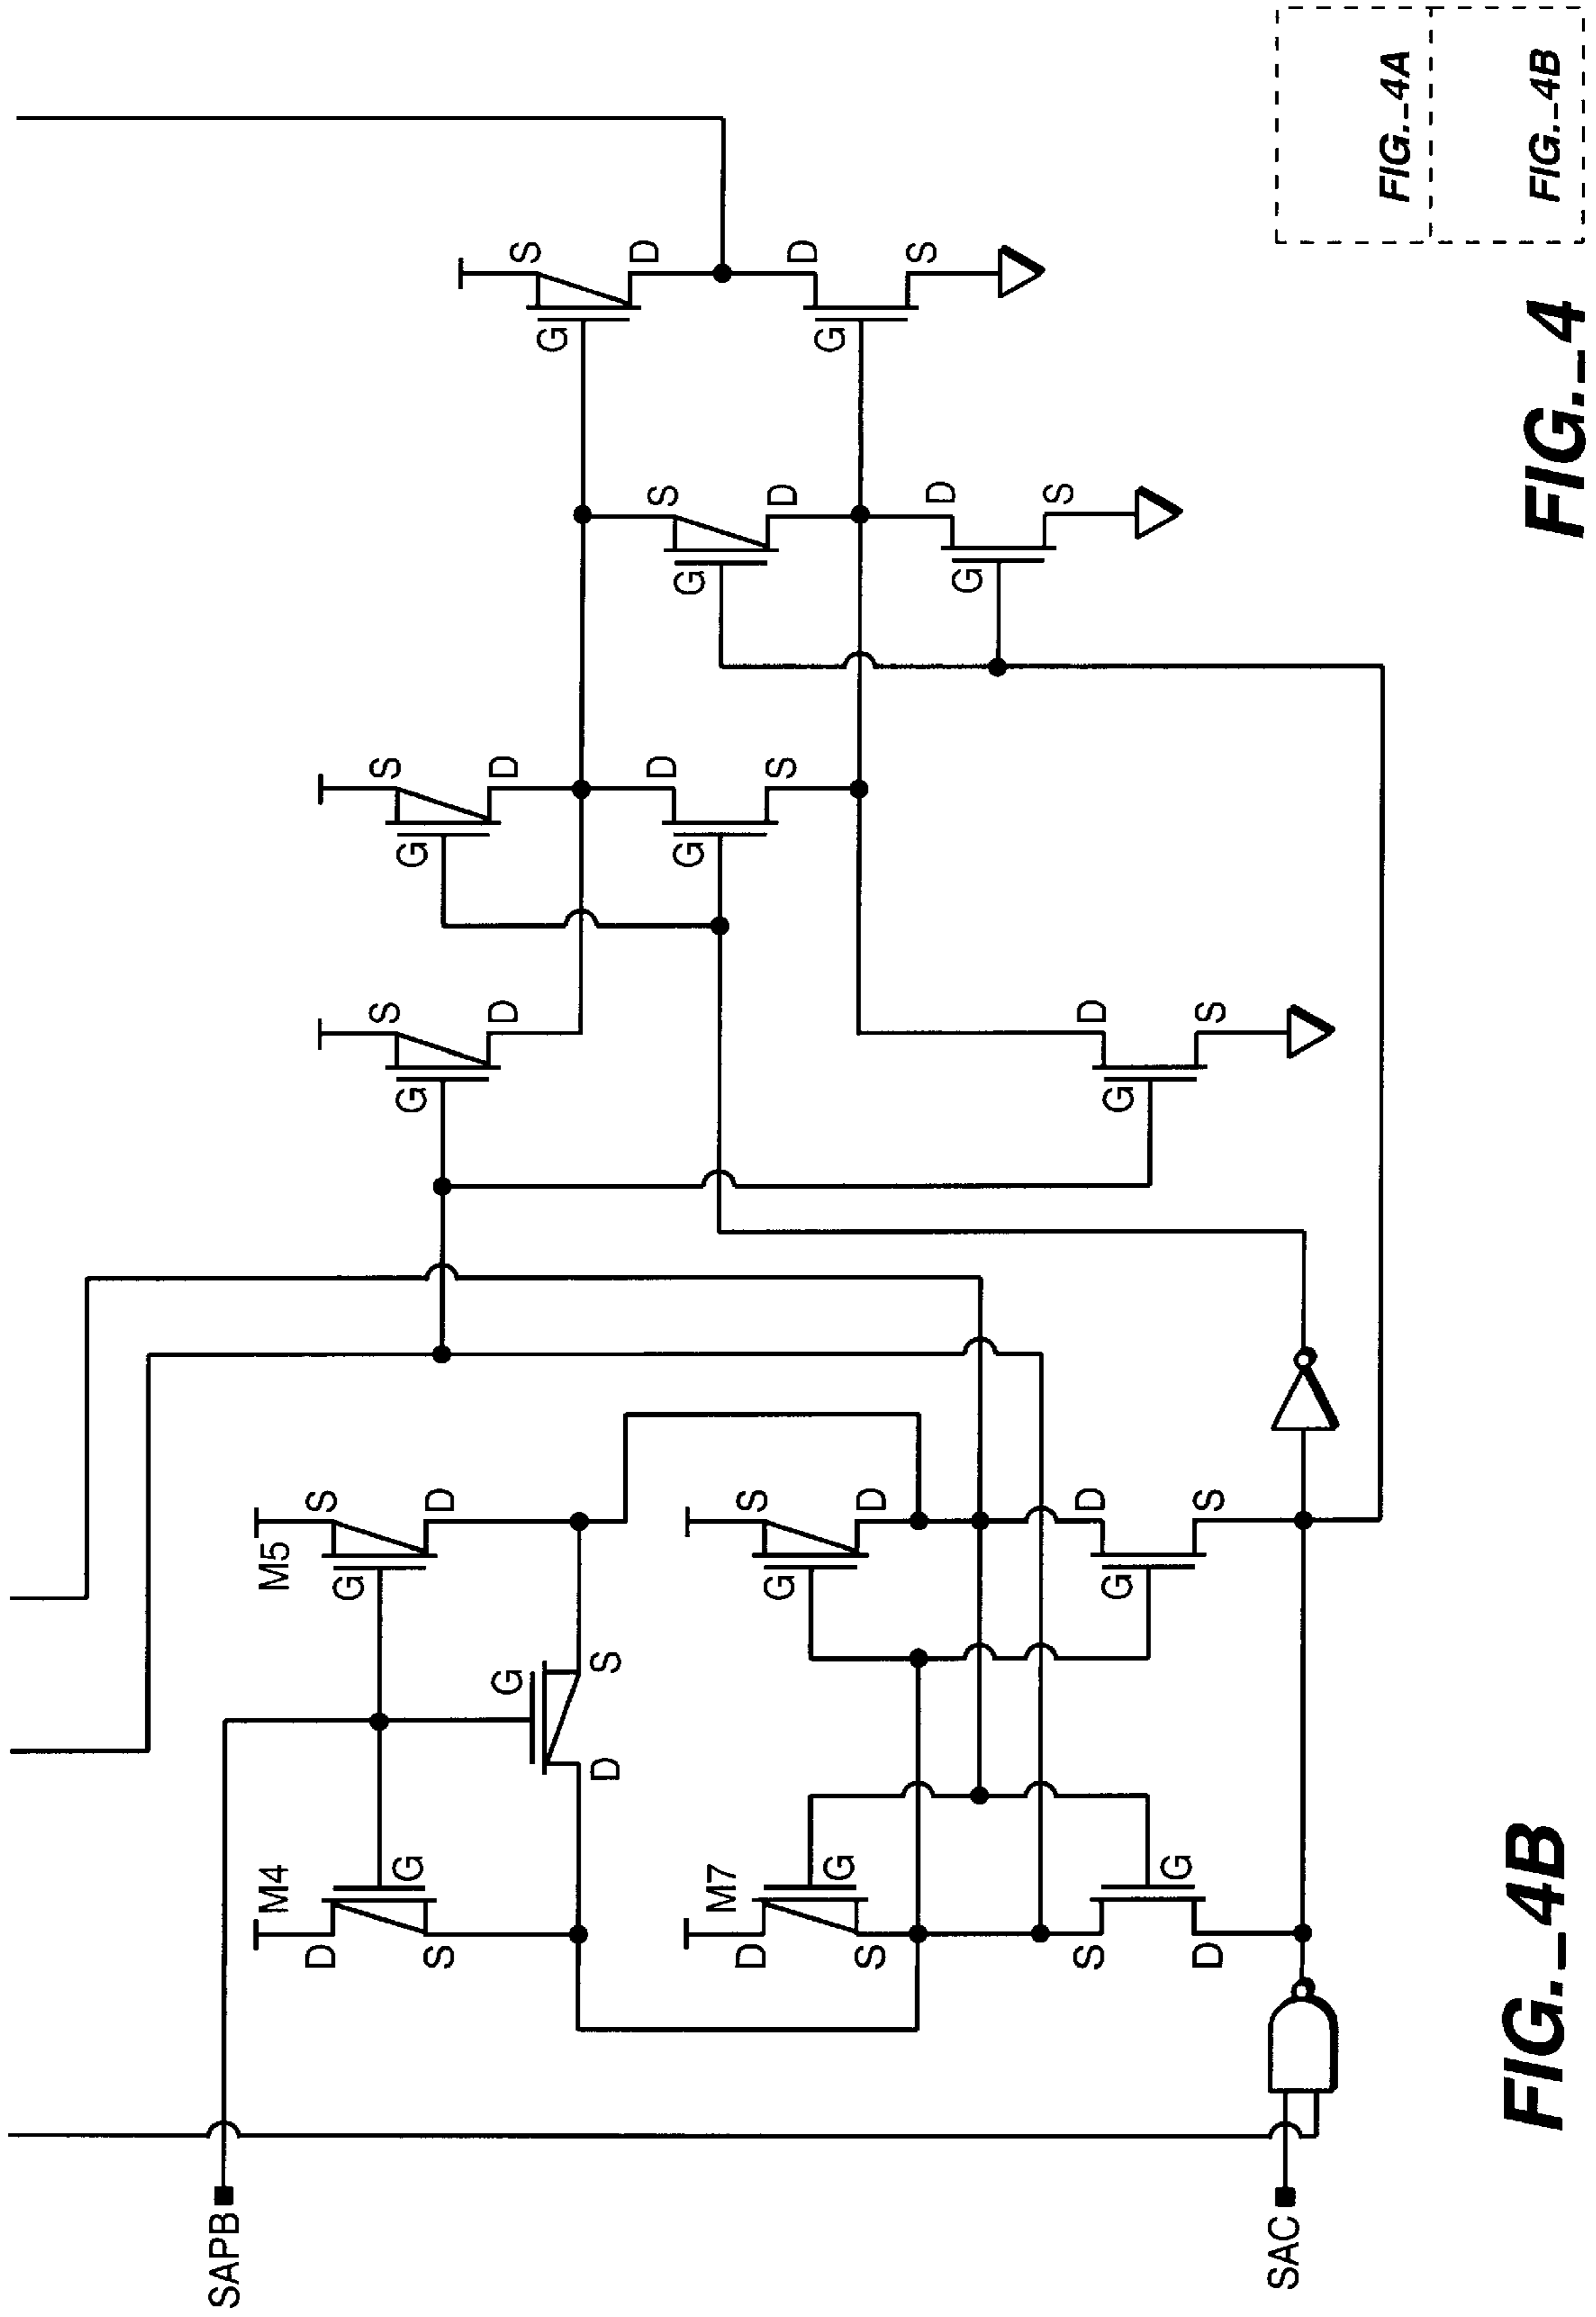 SAPB
M4 M5
D S
G
S S
G G G
S D
G D D
S
G
D S
D
D S
G G
M7
D S
G S D
D
G G
S D
S
D
G
S
S D D
G G
G
D S S
SAC
FIG._4A
FIG._4B
FIG._4B
FIG._4